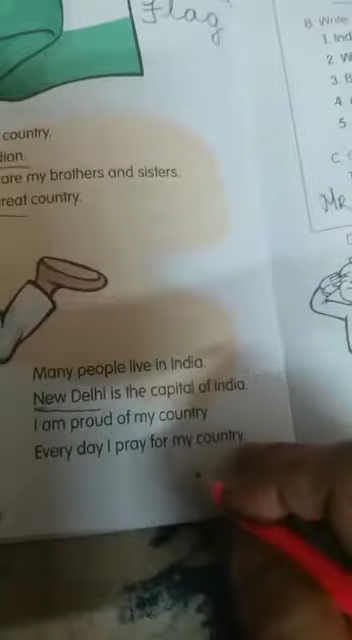 Flag
country.
dian.
are my brothers and sisters.
reat country.
Many people live in India.
New Delhi is the capital of India.
I am proud of my country
Every day I pray for my country
B. Write
1. Ind
2. W
3. B
4.
5.
C.
Mr